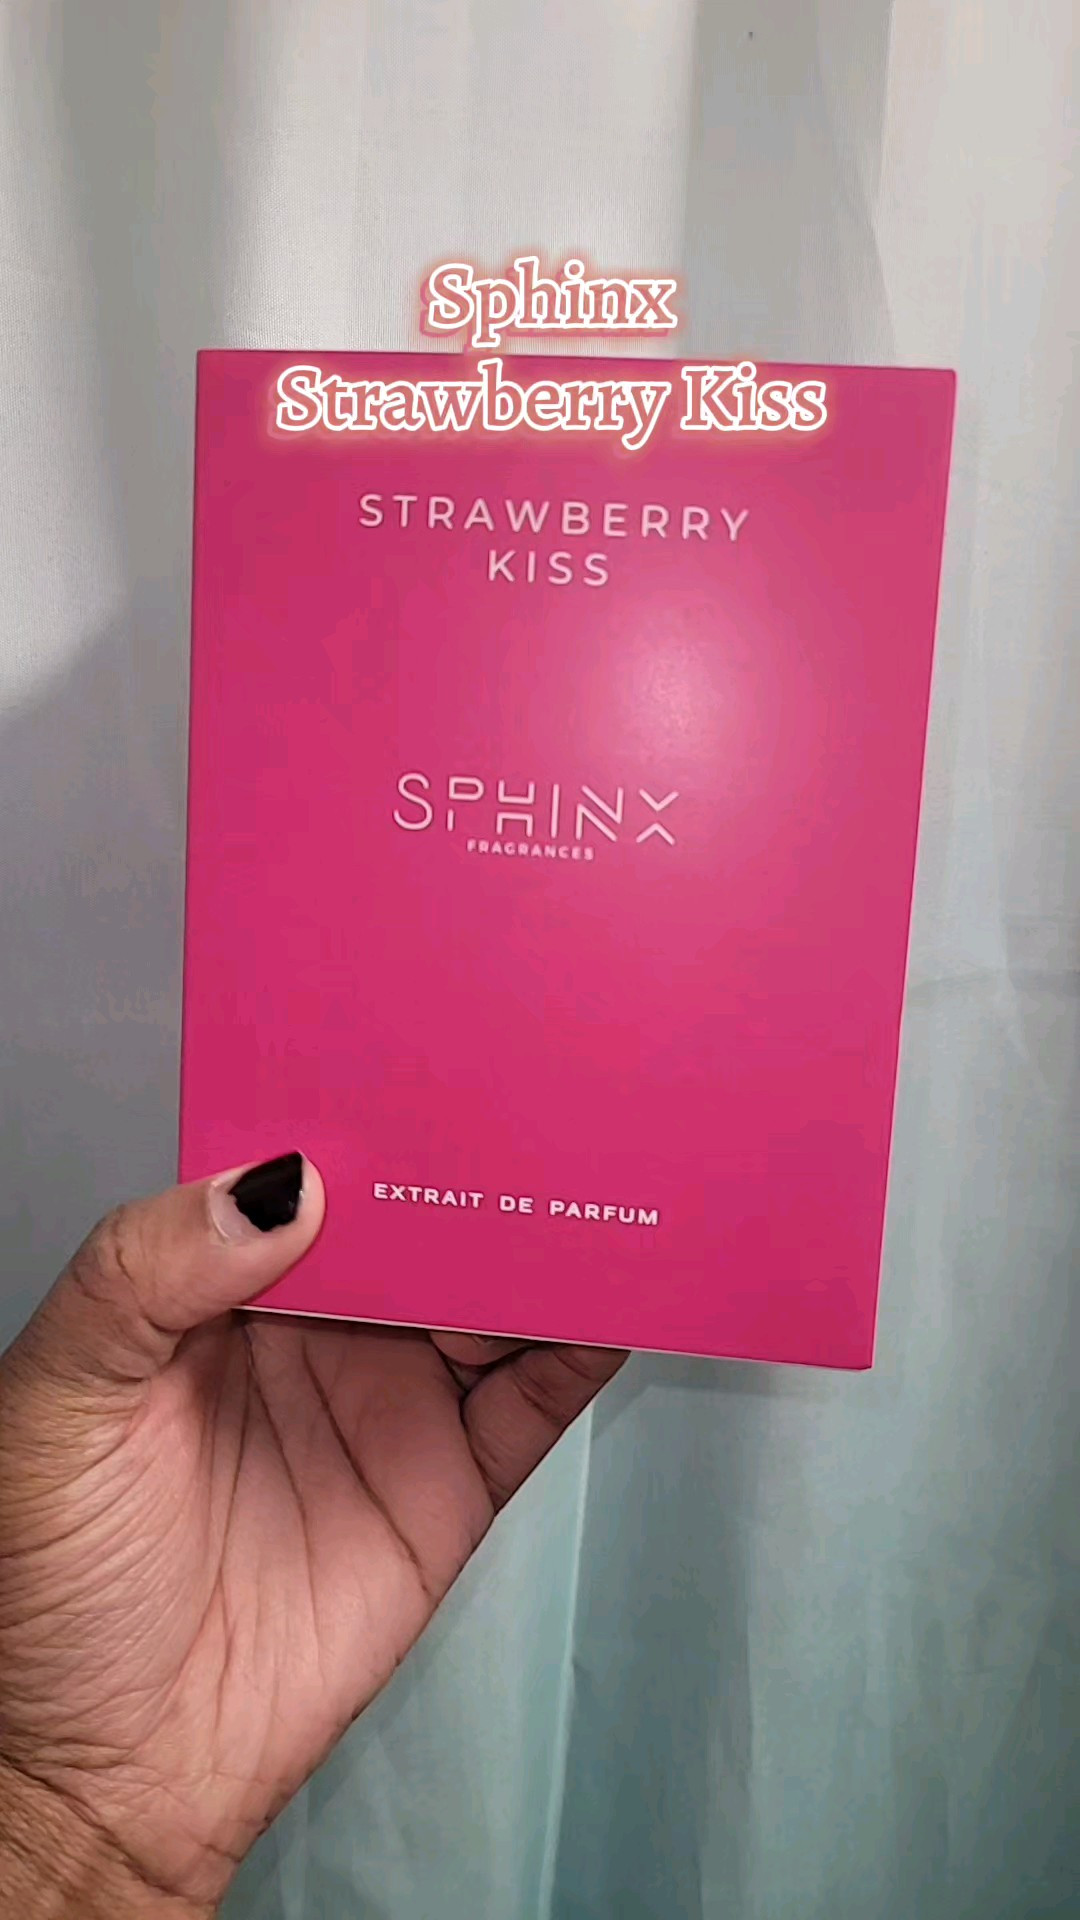 Sphinx
Strawberry Kiss
STRAWBERRY
KISS
SPHINX
FRAGRANCES
EXTRAIT DE PARFUM